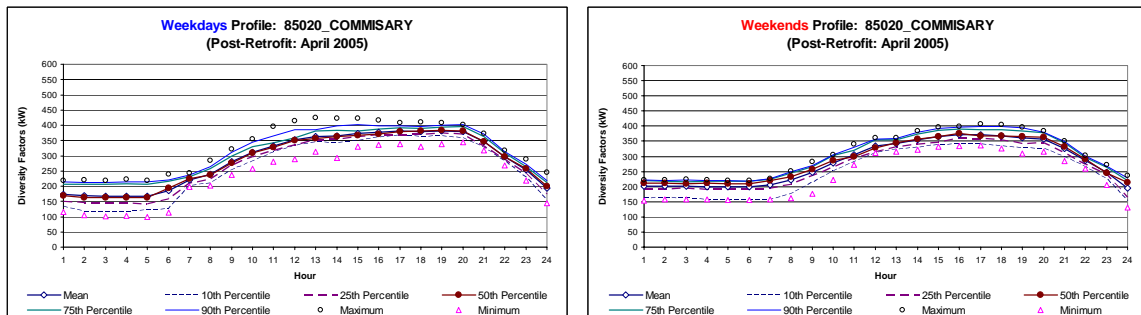 Weekdays Profile: 85020_COMMISARY
(Post-Retrofit: April 2005)
Diversity Factors (kW)
600
550
500
450
400
350
300
250
200
150
100
50
0
1 2 3 4 5 6 7 8 9 10 11 12 13 14 15 16 17 18 19 20 21 22 23 24
Hour
Mean 10th Percentile 25th Percentile 50th Percentile
75th Percentile 90th Percentile Maximum Minimum
Weekends Profile: 85020_COMMISARY
(Post-Retrofit: April 2005)
Diversity Factors (kW)
600
550
500
450
400
350
300
250
200
150
100
50
0
1 2 3 4 5 6 7 8 9 10 11 12 13 14 15 16 17 18 19 20 21 22 23 24
Hour
Mean 10th Percentile 25th Percentile 50th Percentile
75th Percentile 90th Percentile Maximum Minimum